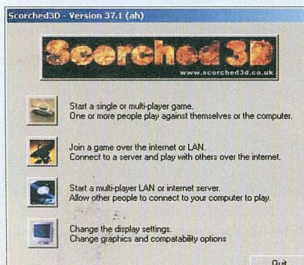 Scorched3D - Version 37.1 (ah)
Scorched 3D
www.scorched3d.co.uk
Start a single or multi-player game.
One or more people play against themselves or the computer.
Join a game over the internet or LAN.
Connect to a server and play with others over the internet.
Start a multi-player LAN or internet server.
Allow other people to connect to your computer to play.
Change the display settings.
Change graphics and compatability options
Quit